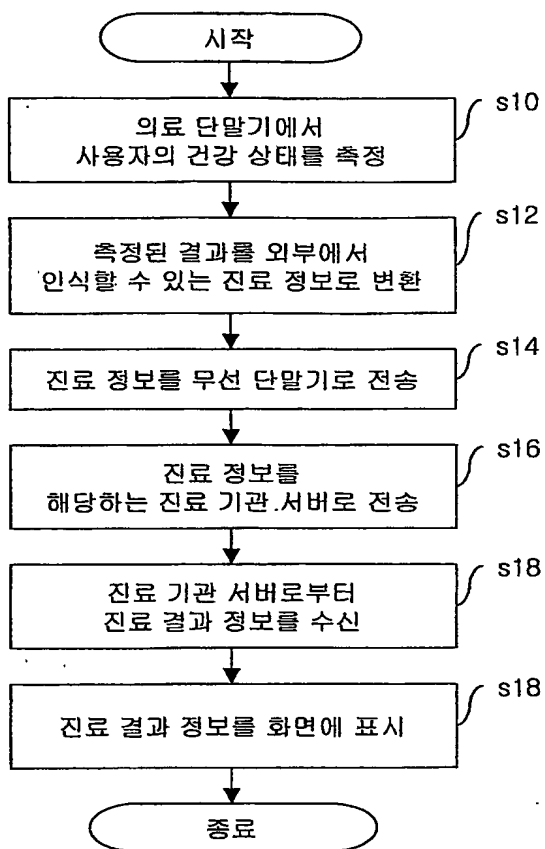 시작
s10
의료 단말기에서
사용자의 건강 상태를 측정
s12
측정된 결과를 외부에서
인식할 수 있는 진료 정보로 변환
s14
진료 정보를 무선 단말기로 전송
s16
진료 정보를
해당하는 진료 기관 서버로 전송
s18
진료 기관 서버로부터
진료 결과 정보를 수신
s18
진료 결과 정보를 화면에 표시
종료